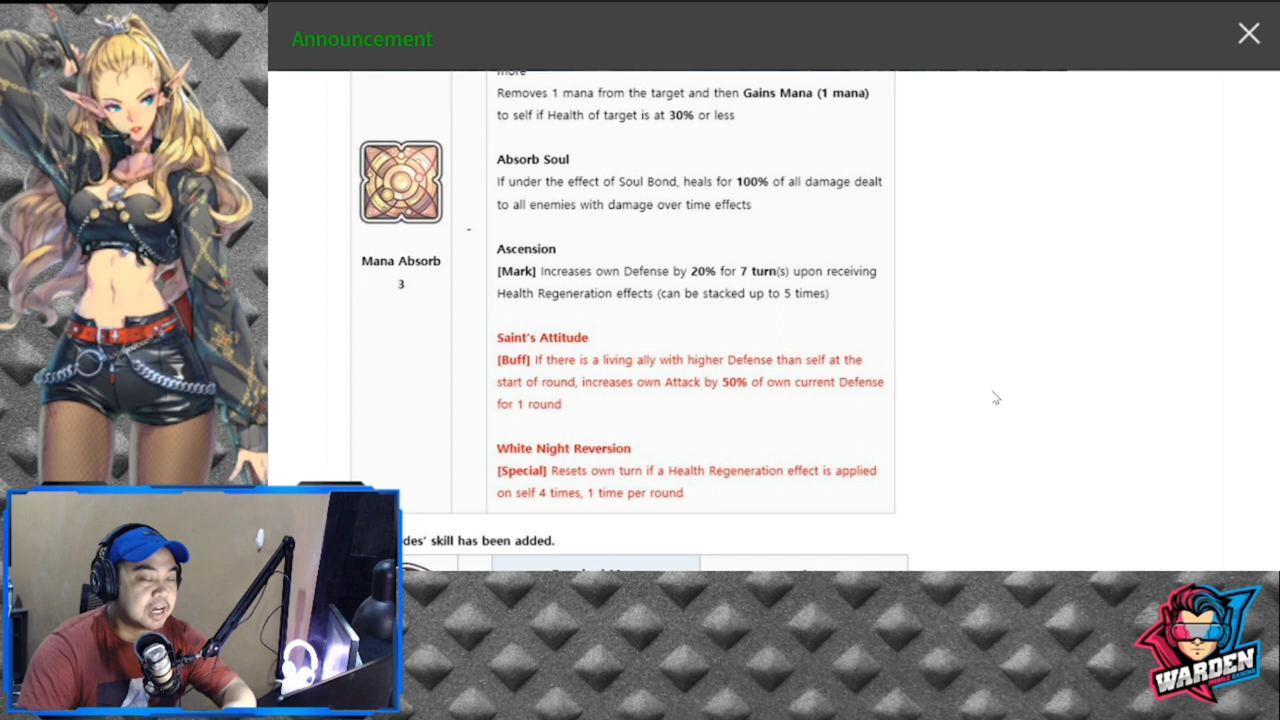 Announcement
more
Removes 1 mana from the target and then Gains Mana (1 mana)
to self if Health of target is at 30% or less
Absorb Soul
If under the effect of Soul Bond, heals for 100% of all damage dealt
to all enemies with damage over time effects
-
Mana Absorb
3
Ascension
[Mark] Increases own Defense by 20% for 7 turn(s) upon receiving
Health Regeneration effects (can be stacked up to 5 times)
Saint's Attitude
[Buff] If there is a living ally with higher Defense than self at the
start of round, increases own Attack by 50% of own current Defense
for 1 round
White Night Reversion
[Special] Resets own turn if a Health Regeneration effect is applied
on self 4 times, 1 time per round
des' skill has been added.
WARDEN
MOBILE GAMING